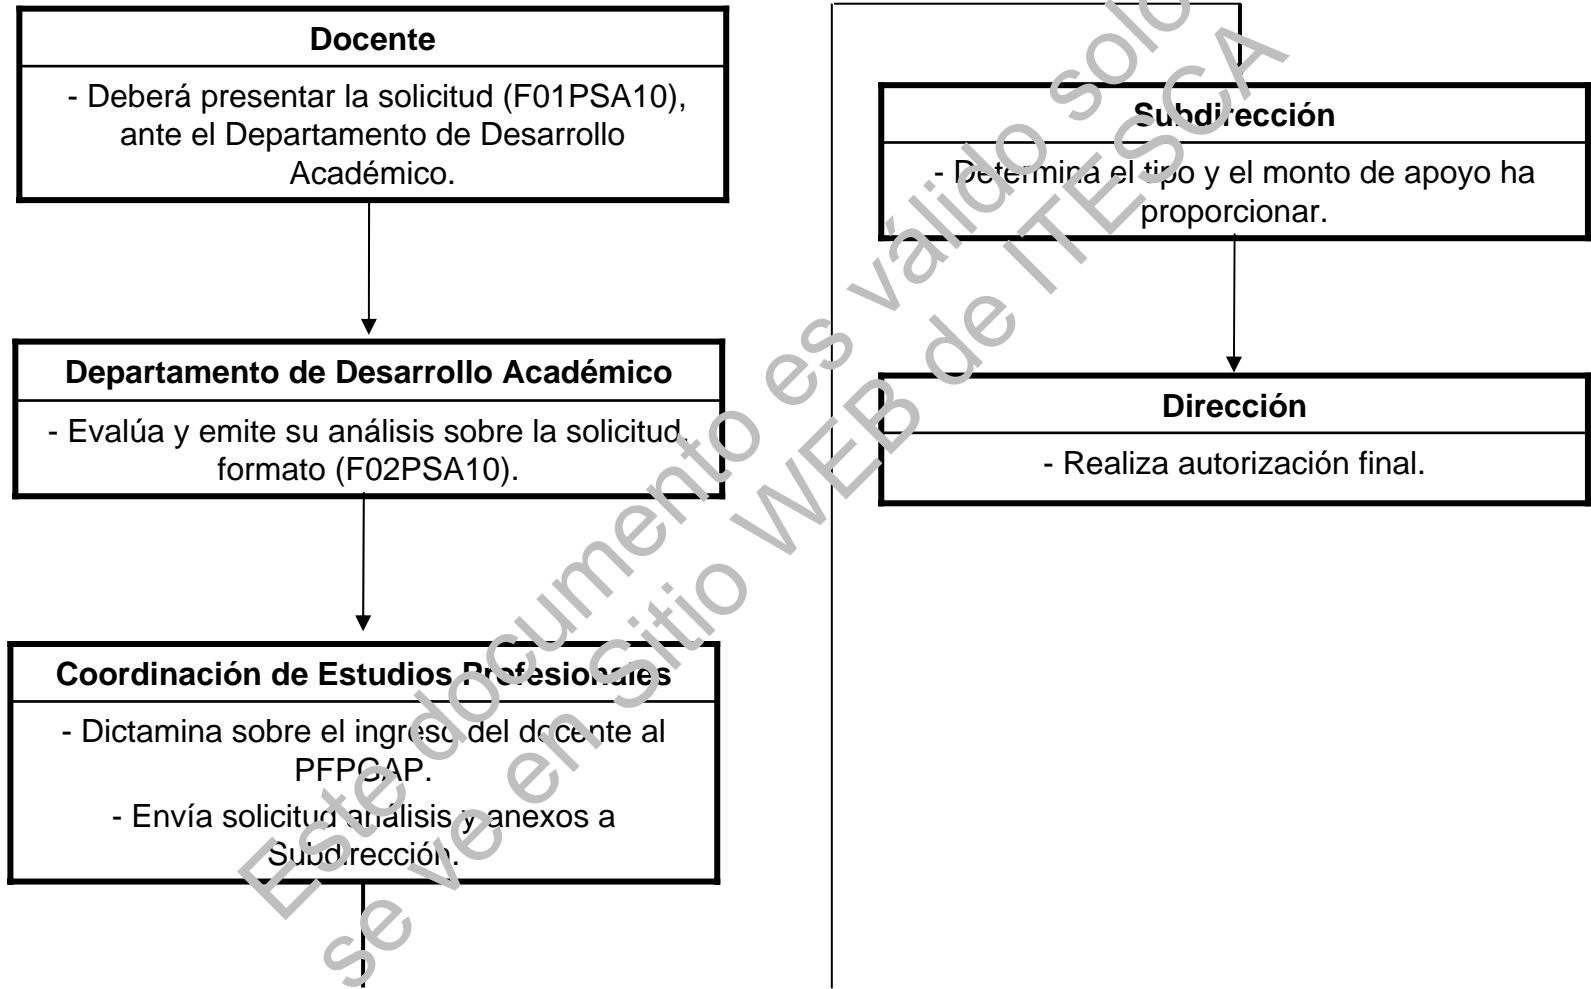 Docente
- Deberá presentar la solicitud (F01PSA10),
ante el Departamento de Desarrollo
Académico.
Departamento de Desarrollo Académico
- Evalúa y emite su análisis sobre la solicitud,
formato (F02PSA10).
Coordinación de Estudios Profesionales
- Dictamina sobre el ingreso del docente al
PFPCAP.
- Envía solicitud análisis y anexos a
Subdirección.
Subdirección
- Determina el tipo y el monto de apoyo ha
proporcionar.
Dirección
- Realiza autorización final.
Este documento es válido solo
se ve en Sitio WEB de ITESCA